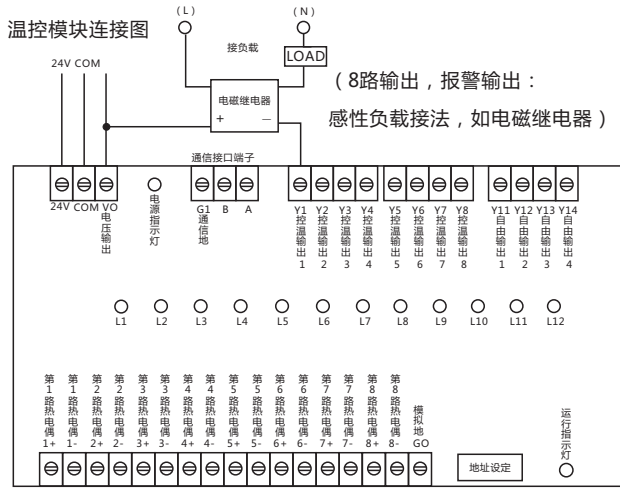 温控模块连接图
(L)
(N)
接负载
LOAD
24V COM
电磁继电器
+ —
(8路输出，报警输出：
感性负载接法，如电磁继电器)
通信接口端子
24V COM VO
电压输出
电源指示灯
G1 B A
通信地
Y1 Y2 Y3 Y4 Y5 Y6 Y7 Y8 Y11 Y12 Y13 Y14
控温输出1
控温输出2
控温输出3
控温输出4
控温输出5
控温输出6
控温输出7
控温输出8
自由输出1
自由输出2
自由输出3
自由输出4
L1 L2 L3 L4 L5 L6 L7 L8 L9 L10 L11 L12
第1路热电偶1+
第1路热电偶1-
第2路热电偶2+
第2路热电偶2-
第3路热电偶3+
第3路热电偶3-
第4路热电偶4+
第4路热电偶4-
第5路热电偶5+
第5路热电偶5-
第6路热电偶6+
第6路热电偶6-
第7路热电偶7+
第7路热电偶7-
第8路热电偶8+
第8路热电偶8-
模拟地GO
地址设定
运行指示灯